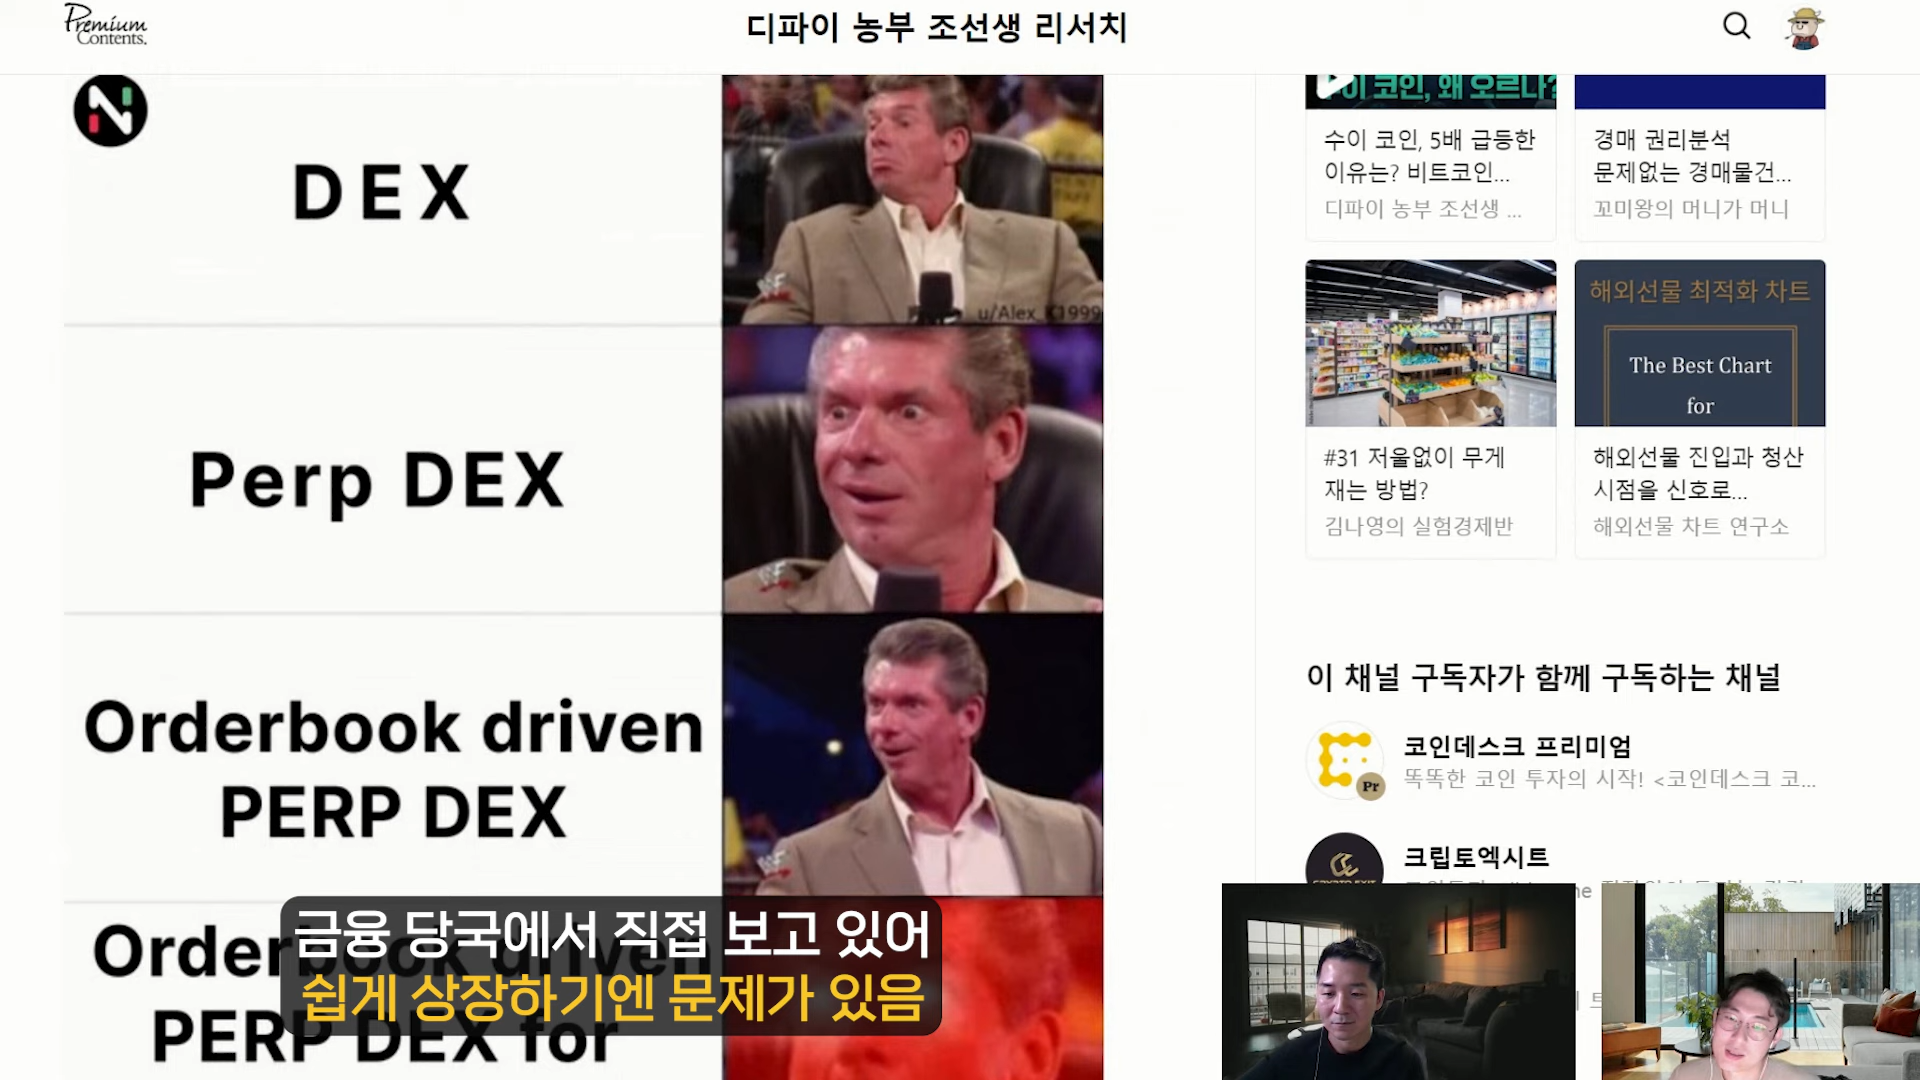 Premium
Contents.
디파이 농부 조선생 리서치
N
DEX
u/Alex_K1999
Perp DEX
Orderbook driven
PERP DEX
Orderbook driven
PERP DEX for
금융 당국에서 직접 보고 있어
쉽게 상장하기엔 문제가 있음
이 코인, 왜 오르나?
수이 코인, 5배 급등한
이유는? 비트코인...
디파이 농부 조선생 ...
경매 권리분석
문제없는 경매물건...
꼬미왕의 머니가 머니
#31 저울없이 무게
재는 방법?
김나영의 실험경제반
해외선물 최적화 차트
The Best Chart
for
해외선물 진입과 청산
시점을 신호로...
해외선물 차트 연구소
이 채널 구독자가 함께 구독하는 채널
코인데스크 프리미엄
똑똑한 코인 투자의 시작! <코인데스크 코...
Pr
크립토엑시트